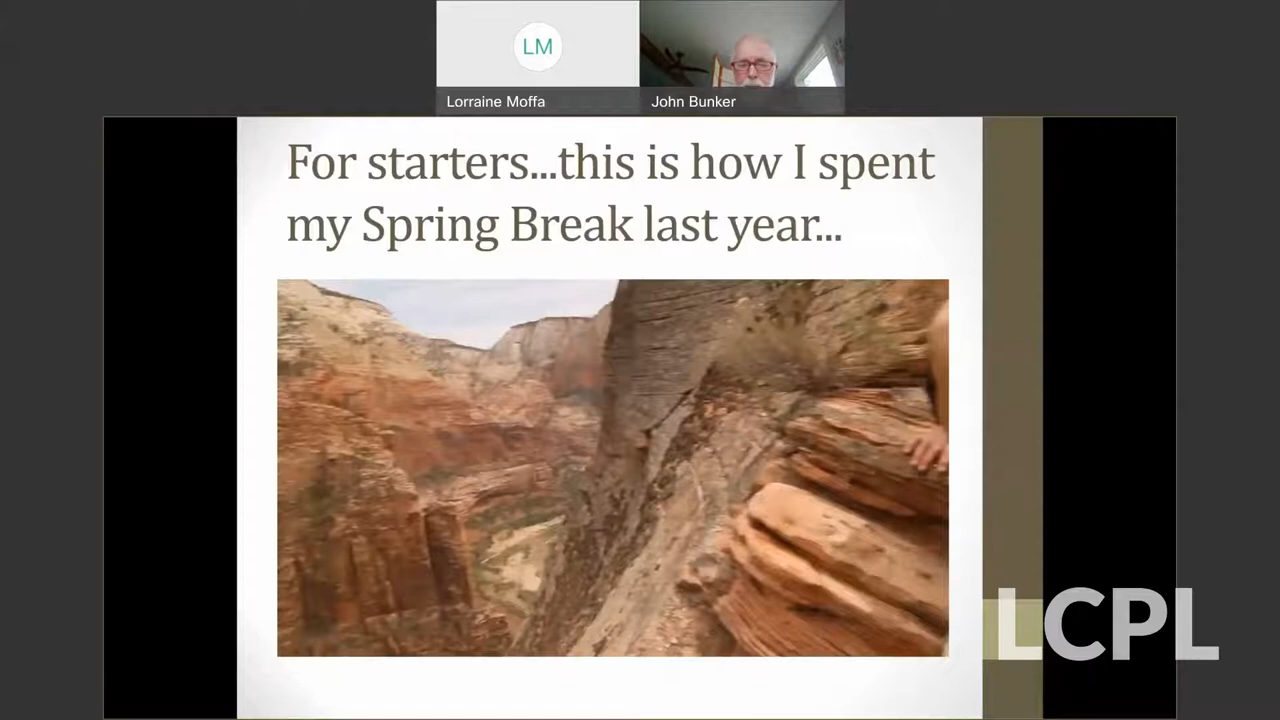 LM
Lorraine Moffa
John Bunker
For starters...this is how I spent
my Spring Break last year...
LCPL